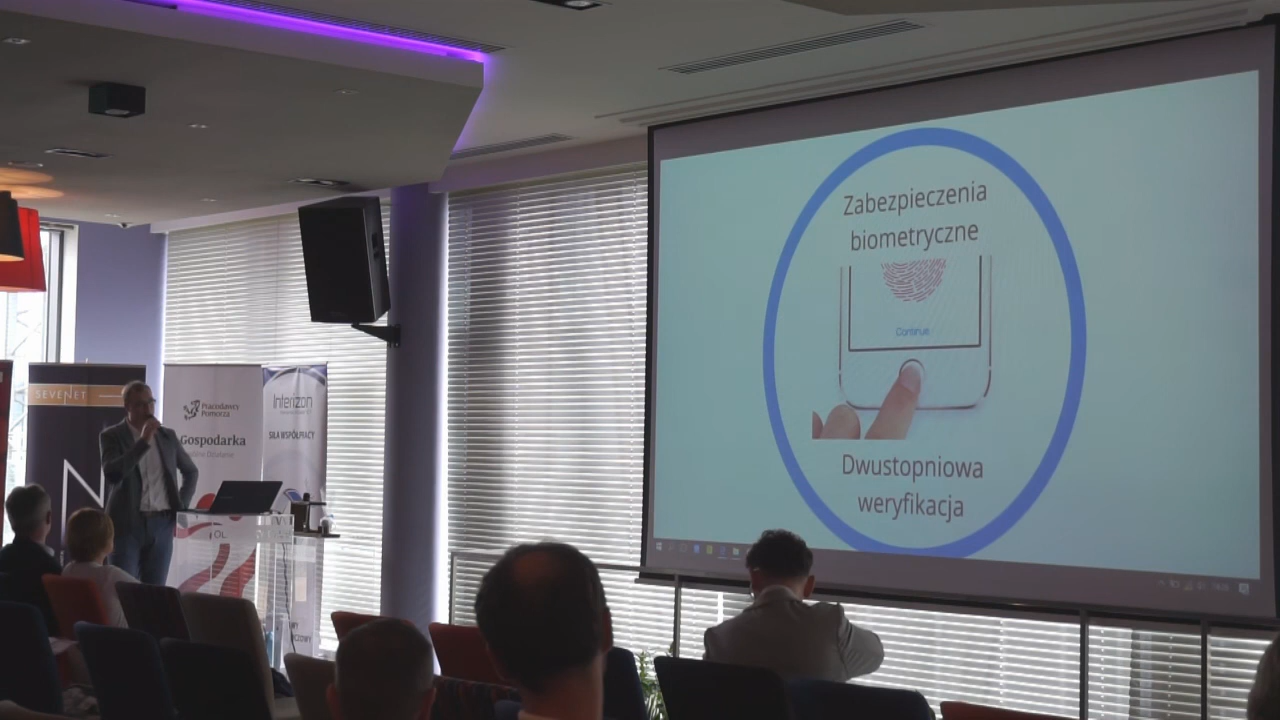 Zabezpieczenia
biometryczne
Continue
Dwustopniowa
weryfikacja
SEVENET
N
Pracodawcy
Pomorza
Gospodarka
Interizon
SIŁA WSPÓŁPRACY